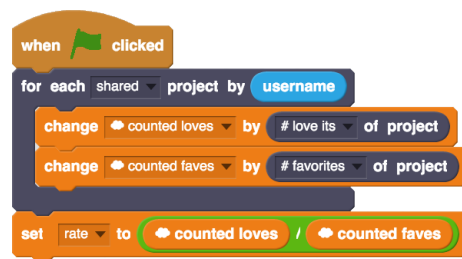 when clicked
for each shared project by username
change counted loves by # love its of project
change counted faves by # favorites of project
set rate to counted loves / counted faves